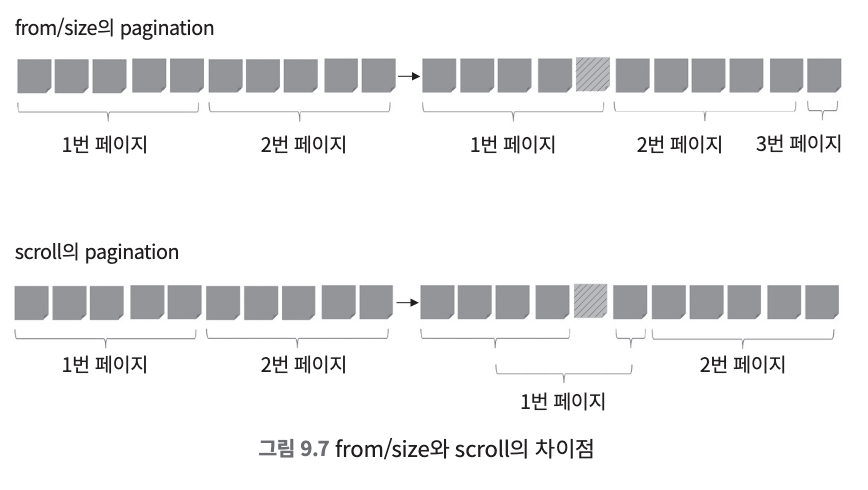 from/size의 pagination
1번 페이지 2번 페이지 1번 페이지 2번 페이지 3번 페이지
scroll의 pagination
1번 페이지 2번 페이지 2번 페이지
1번 페이지
그림 9.7 from/size와 scroll의 차이점